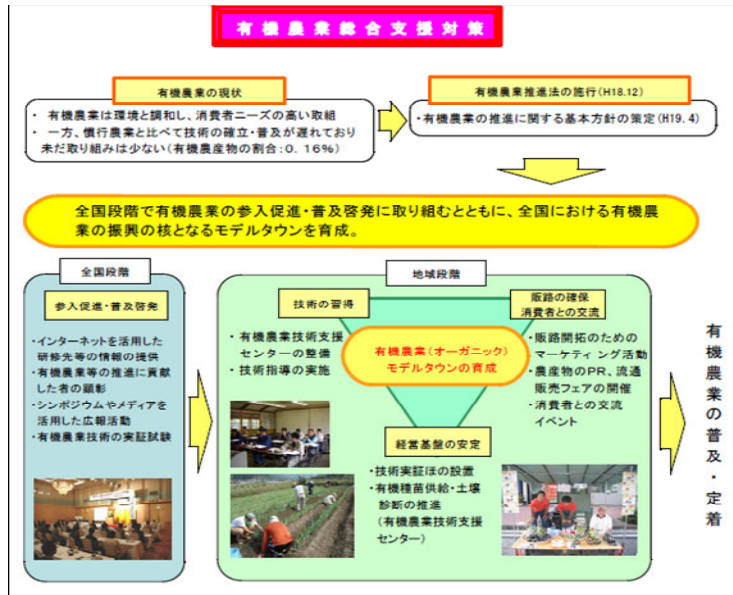 有機農業総合支援対策
有機農業の現状
・ 有機農業は環境と調和し、消費者ニーズの高い取組
・ 一方、慣行農業と比べて技術の確立・普及が遅れており
未だ取り組みは少ない(有機農産物の割合:0．16%)
有機農業推進法の施行(H18.12)
・有機農業の推進に関する基本方針の策定(H19.4)
全国段階で有機農業の参入促進・普及啓発に取り組むとともに、全国における有機農
業の振興の核となるモデルタウンを育成。
全国段階
参入促進・普及啓発
・インターネットを活用した
研修先等の情報の提供
・有機農業等の推進に貢献
した者の顕彰
・シンポジウムやメディアを
活用した広報活動
・有機農業技術の実証試験
地域段階
技術の習得
・有機農業技術支援
センターの整備
・技術指導の実施
販路の確保
消費者との交流
・販路開拓のための
マーケティング活動
・農産物のPR、流通
販売フェアの開催
・消費者との交流
イベント
有機農業(オーガニック)
モデルタウンの育成
経営基盤の安定
・技術実証ほの設置
・有機種苗供給・土壌
診断の推進
(有機農業技術支援
センター)
有機農業の普及・定着